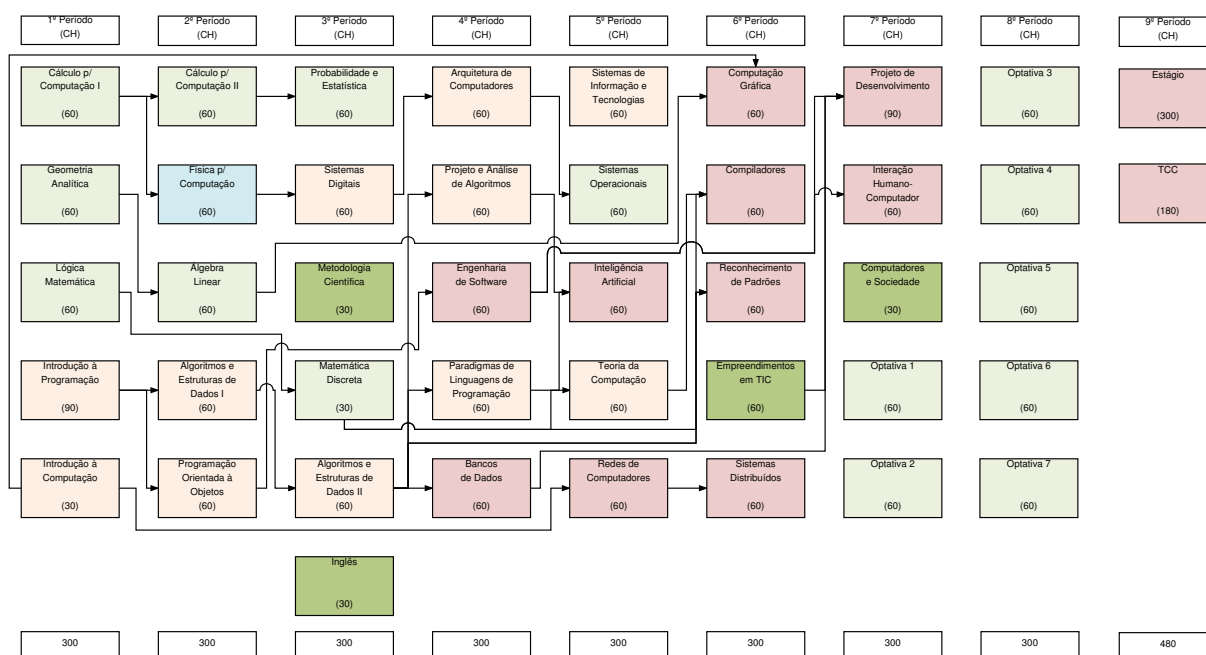 1º Período
(CH)
2º Período
(CH)
3º Período
(CH)
4º Período
(CH)
5º Período
(CH)
6º Período
(CH)
7º Período
(CH)
8º Período
(CH)
9º Período
(CH)
Cálculo p/
Computação I
(60)
Cálculo p/
Computação II
(60)
Probabilidade e
Estatística
(60)
Arquitetura de
Computadores
(60)
Sistemas de
Informação e
Tecnologias
(60)
Computação
Gráfica
(60)
Projeto de
Desenvolvimento
(90)
Optativa 3
(60)
Estágio
(300)
Geometria
Analítica
(60)
Física p/
Computação
(60)
Sistemas
Digitais
(60)
Projeto e Análise
de Algoritmos
(60)
Sistemas
Operacionais
(60)
Compiladores
(60)
Interação
Humano-
Computador
(60)
Optativa 4
(60)
TCC
(180)
Lógica
Matemática
(60)
Álgebra
Linear
(60)
Metodologia
Científica
(30)
Engenharia
de Software
(60)
Inteligência
Artificial
(60)
Reconhecimento
de Padrões
(60)
Computadores
e Sociedade
(30)
Optativa 5
(60)
Introdução à
Programação
(90)
Algoritmos e
Estruturas de
Dados I
(60)
Matemática
Discreta
(30)
Paradigmas de
Linguagens de
Programação
(60)
Teoria da
Computação
(60)
Empreendimentos
em TIC
(60)
Optativa 1
(60)
Optativa 6
(60)
Introdução à
Computação
(30)
Programação
Orientada à
Objetos
(60)
Algoritmos e
Estruturas de
Dados II
(60)
Bancos
de Dados
(60)
Redes de
Computadores
(60)
Sistemas
Distribuídos
(60)
Optativa 2
(60)
Optativa 7
(60)
Inglês
(30)
300
300
300
300
300
300
300
300
480